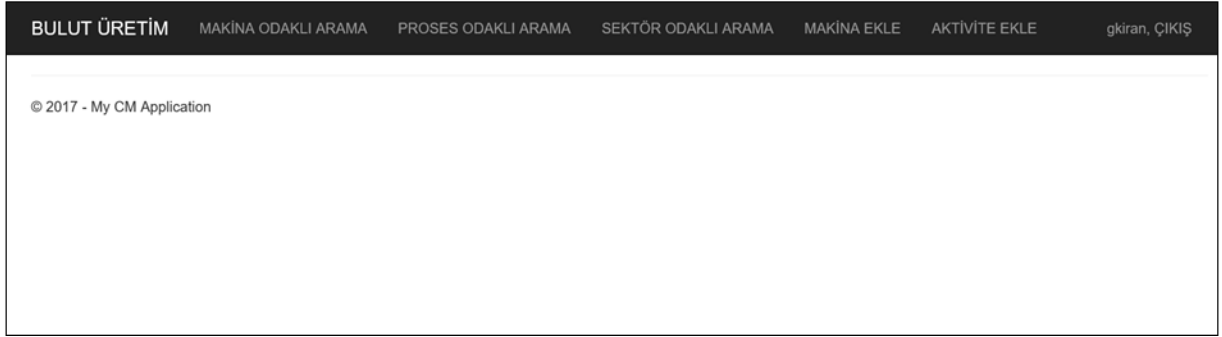 BULUT ÜRETİM MAKİNA ODAKLI ARAMA PROSES ODAKLI ARAMA SEKTÖR ODAKLI ARAMA MAKİNA EKLE AKTİVİTE EKLE gkiran, ÇIKIŞ
© 2017 - My CM Application